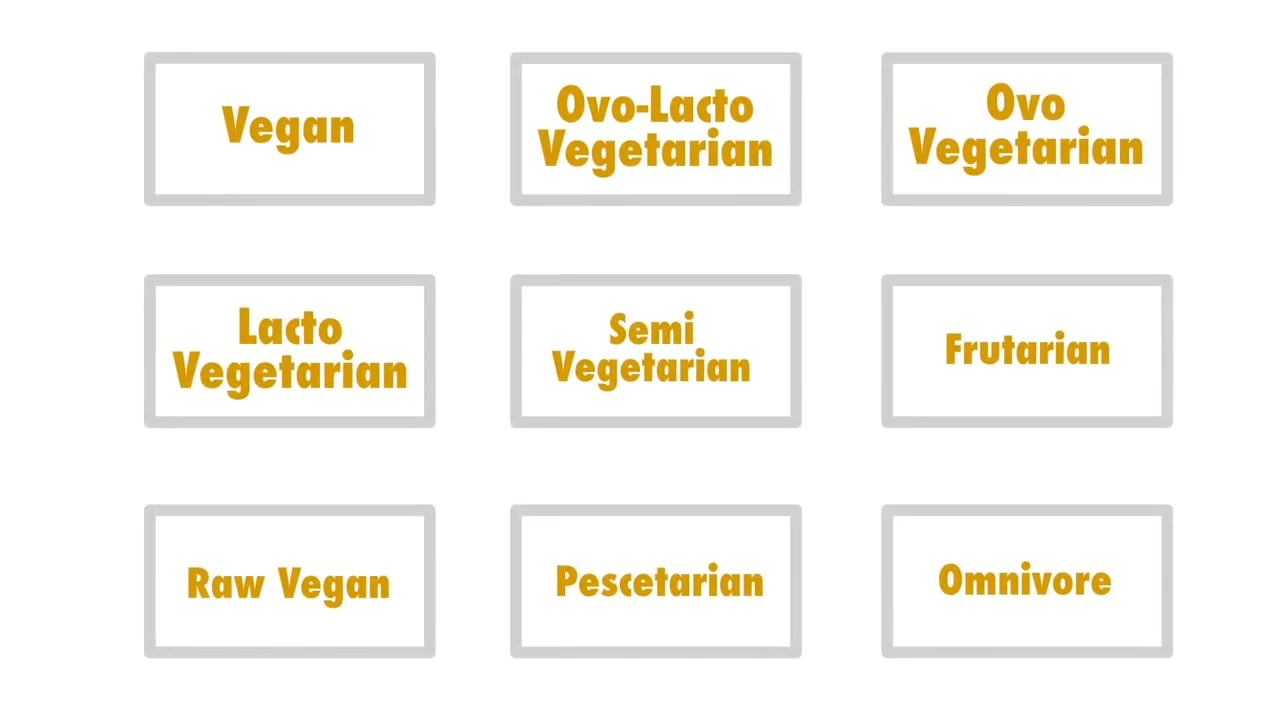 Vegan
Ovo-Lacto
Vegetarian
Ovo
Vegetarian
Lacto
Vegetarian
Semi
Vegetarian
Frutarian
Raw Vegan
Pescetarian
Omnivore